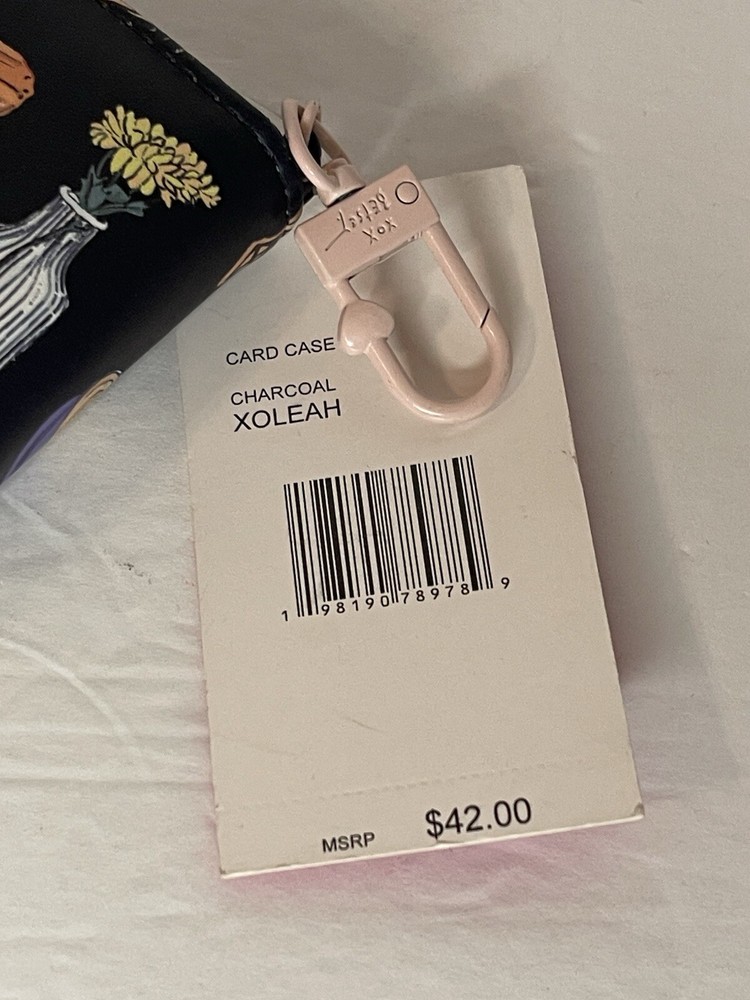 xox
Betsey
CARD CASE
CHARCOAL
XOLEAH
1 98190 78978 9
MSRP $42.00